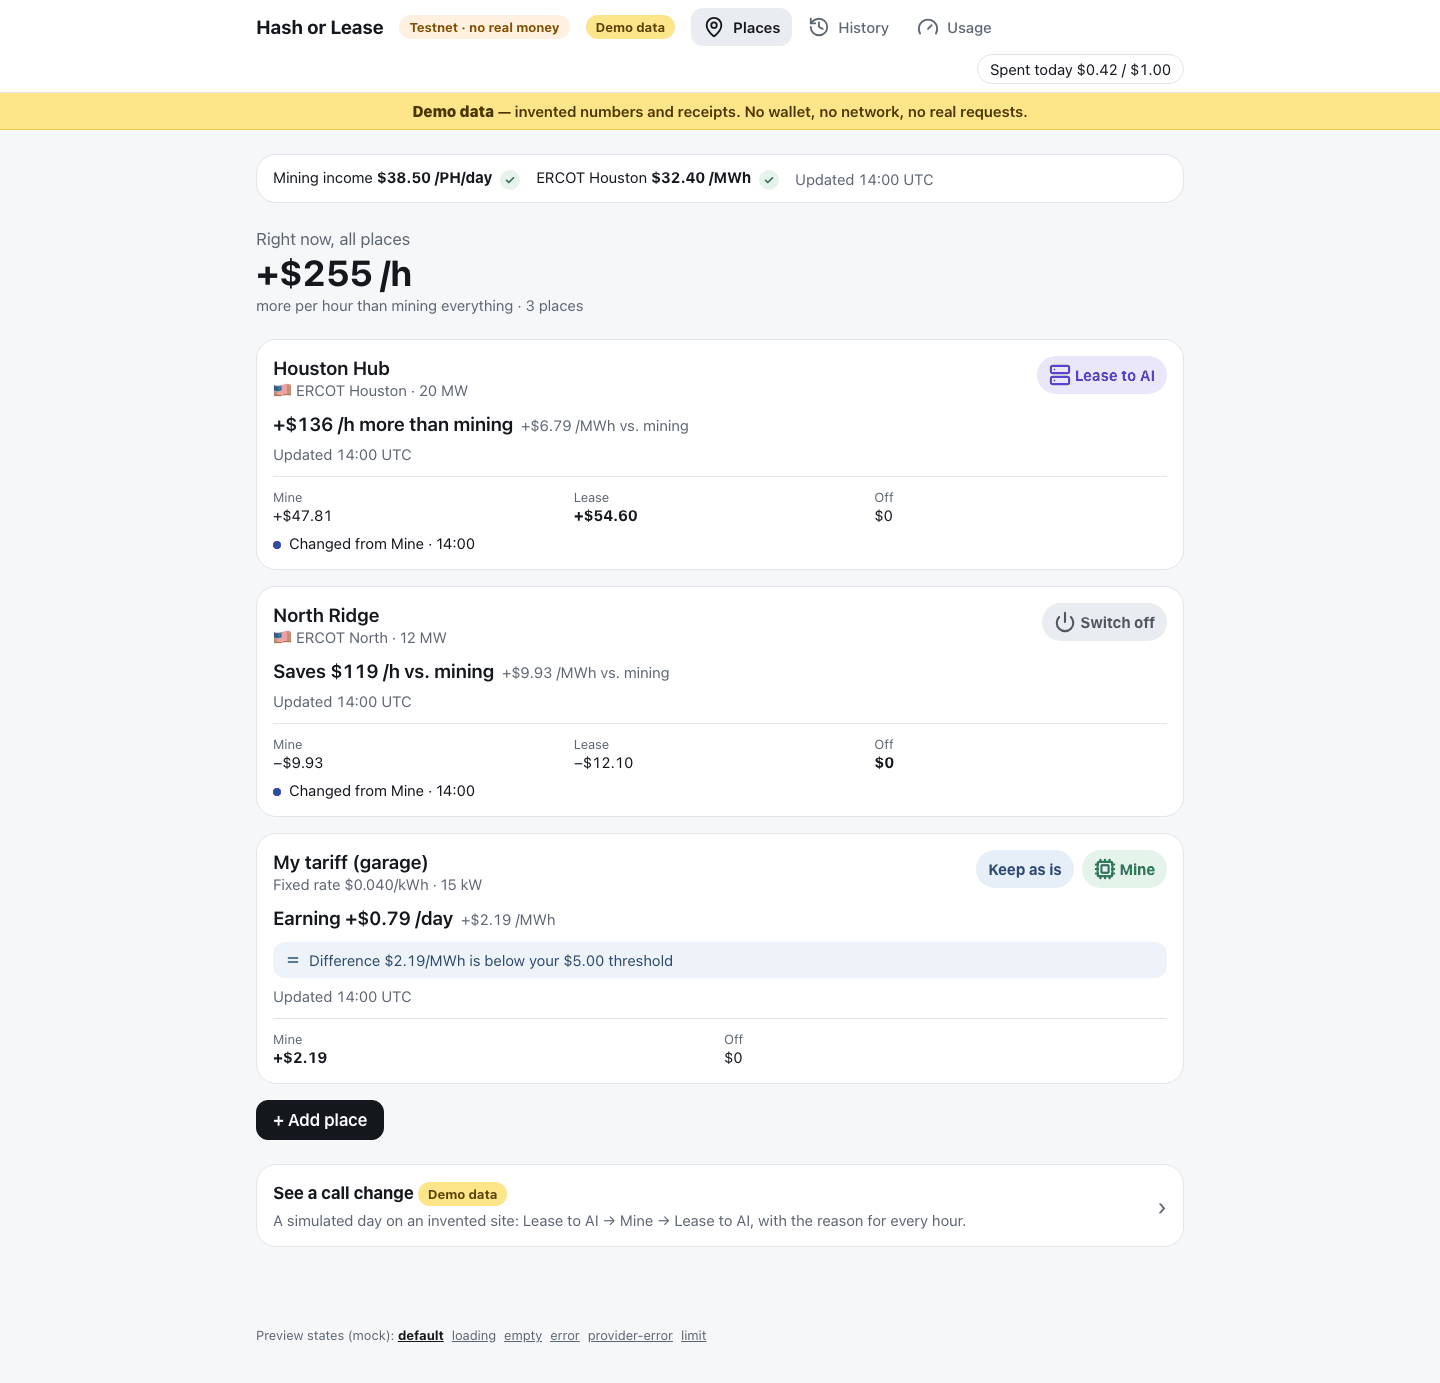 Hash or Lease Testnet · no real money Demo data Places History Usage
Spent today $0.42 / $1.00
Demo data — invented numbers and receipts. No wallet, no network, no real requests.
Mining income $38.50 /PH/day ERCOT Houston $32.40 /MWh Updated 14:00 UTC
Right now, all places
+$255 /h
more per hour than mining everything · 3 places
Houston Hub
🇺🇸 ERCOT Houston · 20 MW
Lease to AI
+$136 /h more than mining +$6.79 /MWh vs. mining
Updated 14:00 UTC
Mine Lease Off
+$47.81 +$54.60 $0
Changed from Mine · 14:00
North Ridge
🇺🇸 ERCOT North · 12 MW
Switch off
Saves $119 /h vs. mining +$9.93 /MWh vs. mining
Updated 14:00 UTC
Mine Lease Off
−$9.93 −$12.10 $0
Changed from Mine · 14:00
My tariff (garage)
Fixed rate $0.040/kWh · 15 kW
Keep as is Mine
Earning +$0.79 /day +$2.19 /MWh
= Difference $2.19/MWh is below your $5.00 threshold
Updated 14:00 UTC
Mine Off
+$2.19 $0
+ Add place
See a call change Demo data
A simulated day on an invented site: Lease to AI → Mine → Lease to AI, with the reason for every hour.
Preview states (mock): default loading empty error provider-error limit